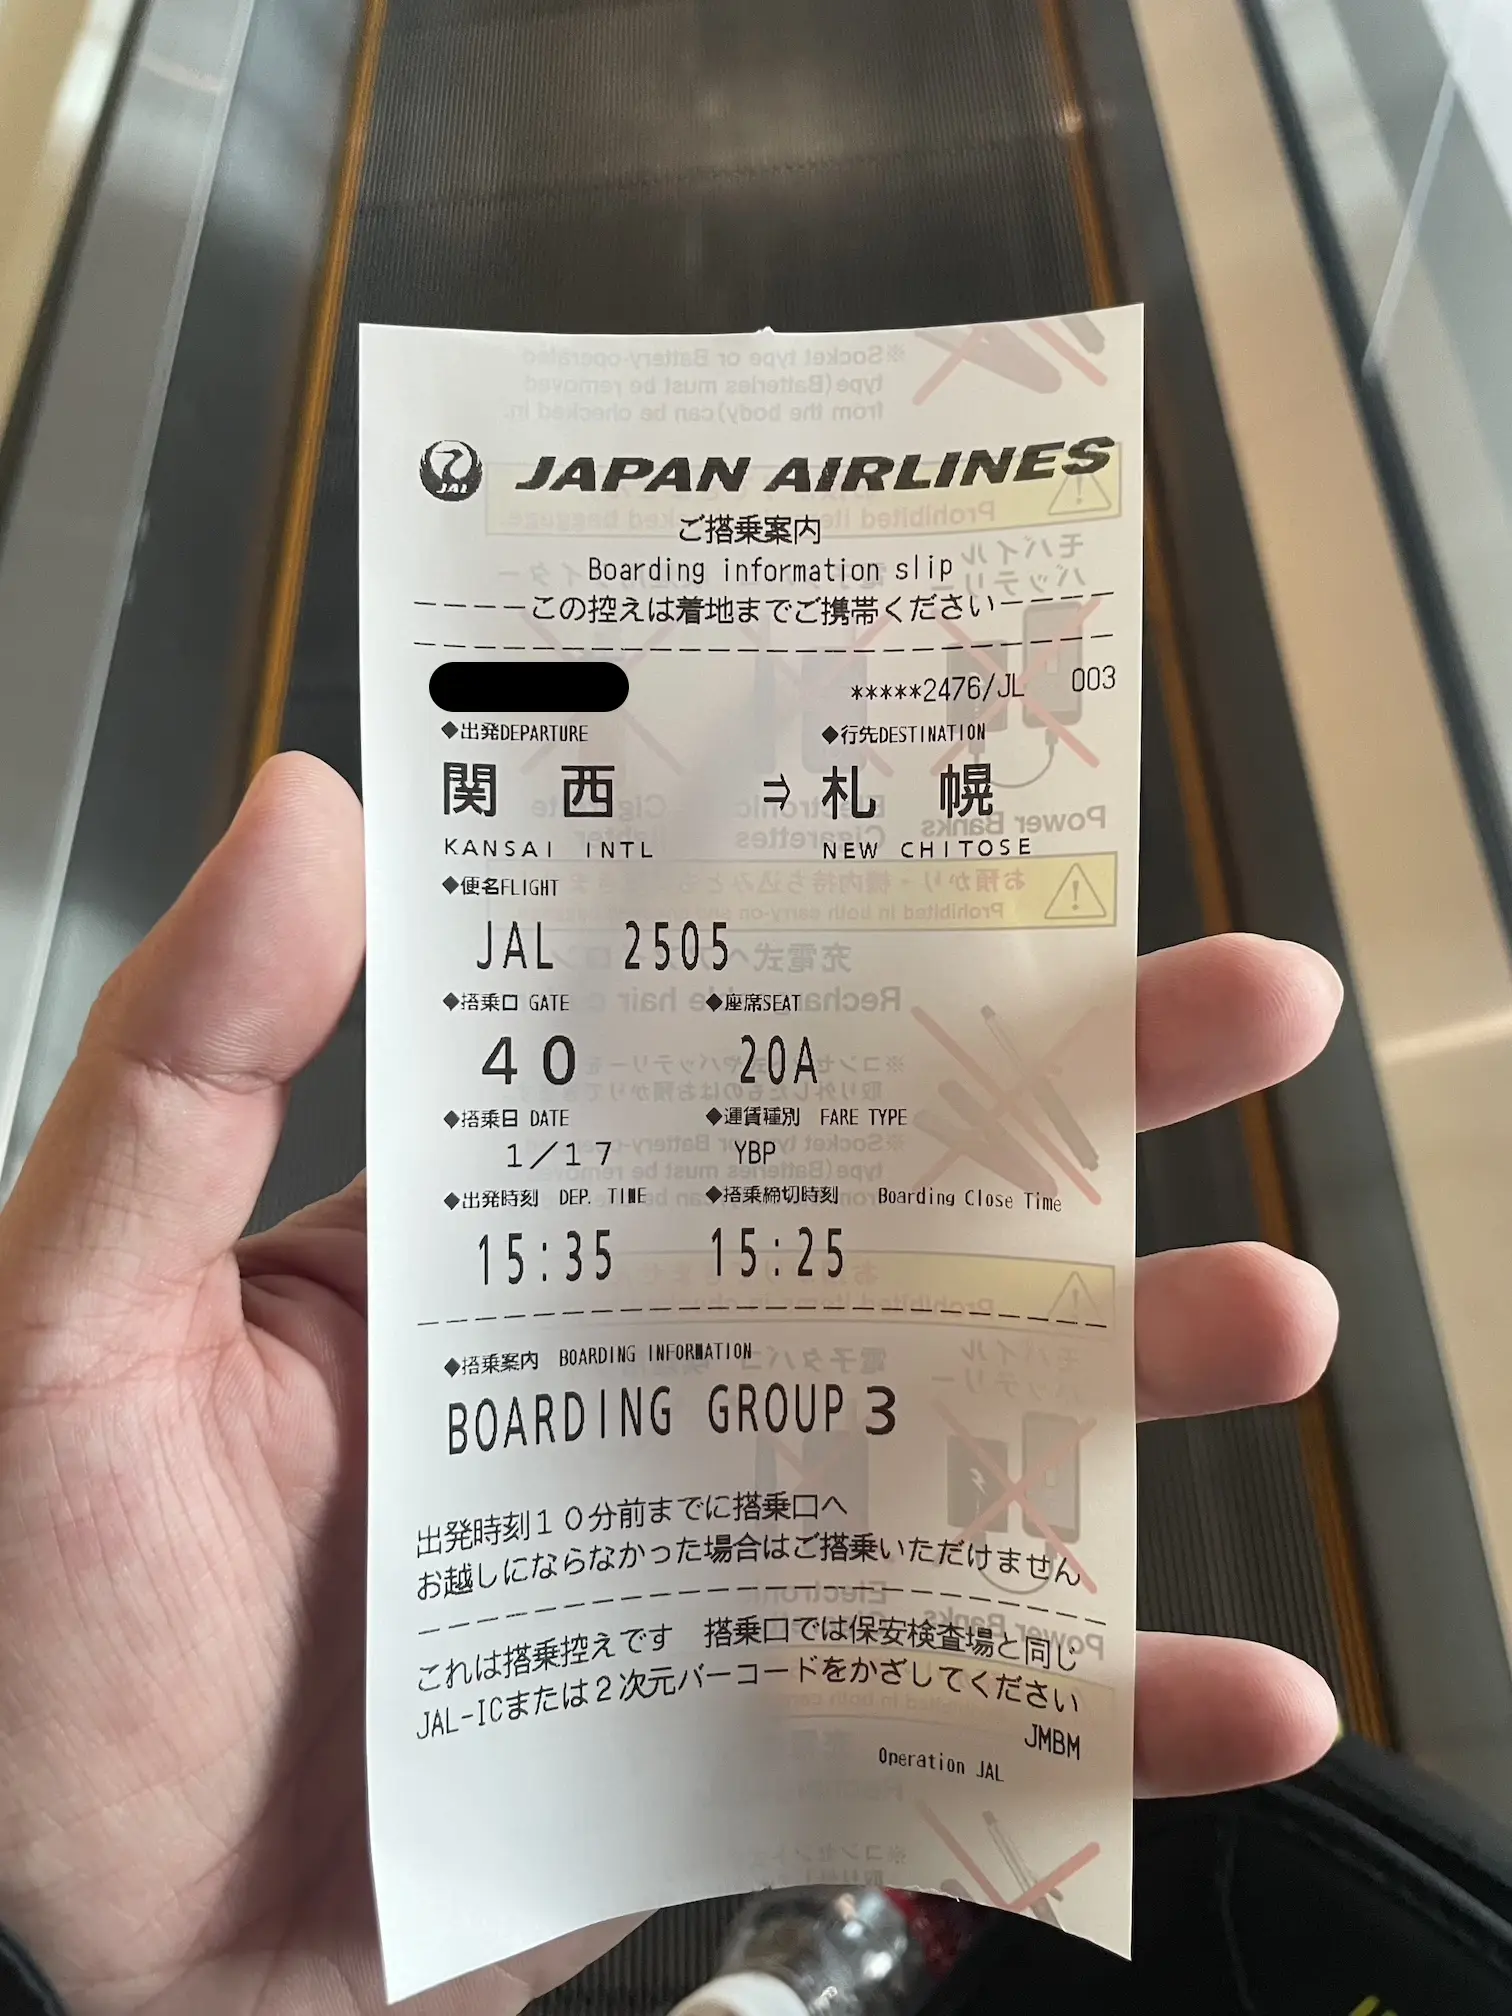 JAL JAPAN AIRLINES
ご搭乗案内
Boarding information slip
----この控えは着地までご携帯ください----
*****2476/JL 003
◆出発DEPARTURE ◆行先DESTINATION
関 西 ⇒ 札 幌
KANSAI INTL NEW CHITOSE
◆便名FLIGHT
JAL 2505
◆搭乗口 GATE ◆座席SEAT
40 20A
◆搭乗日 DATE ◆運賃種別 FARE TYPE
1/17 YBP
◆出発時刻 DEP. TIME ◆搭乗締切時刻 Boarding Close Time
15:35 15:25
◆搭乗案内 BOARDING INFORMATION
BOARDING GROUP 3
出発時刻10分前までに搭乗口へ
お越しにならなかった場合はご搭乗いただけません
これは搭乗控えです 搭乗口では保安検査場と同じ
JAL-ICまたは2次元バーコードをかざしてください
JMBM
Operation JAL